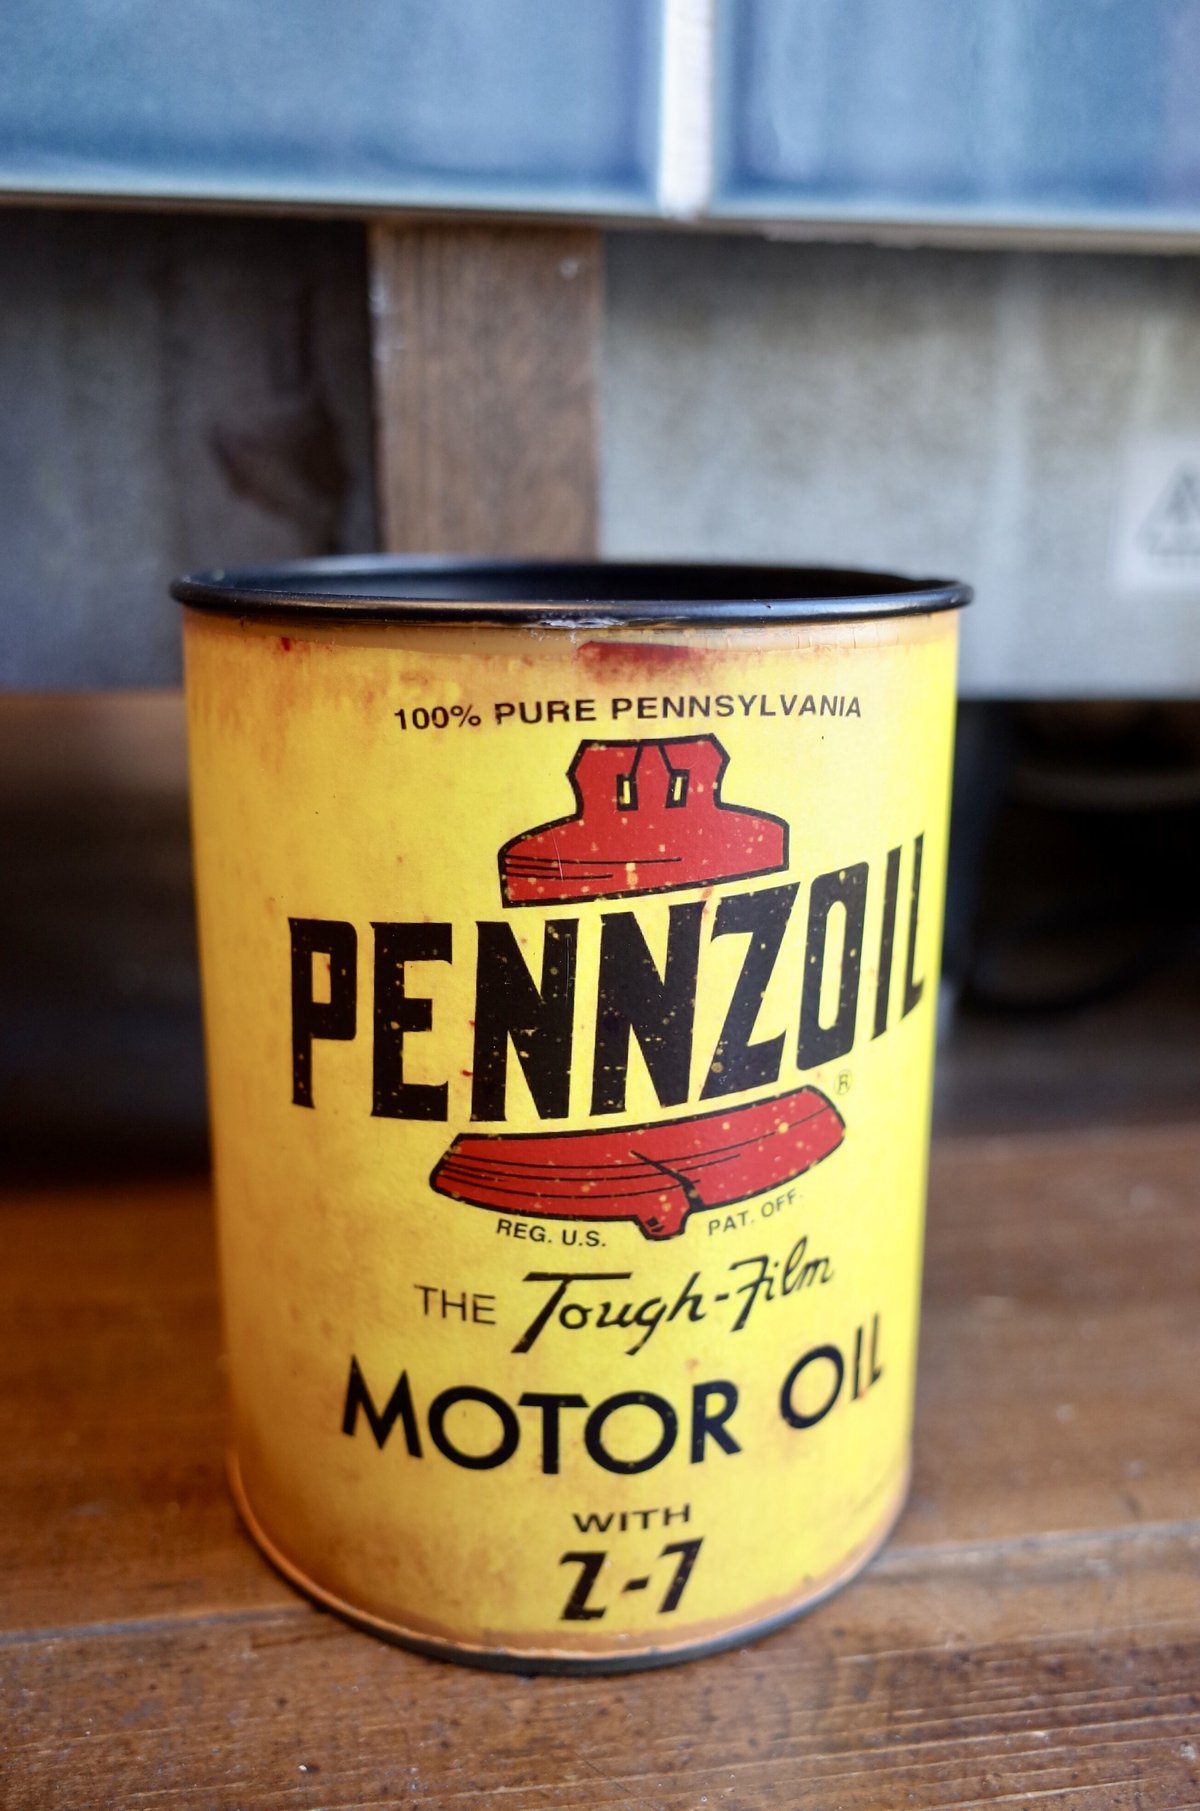 100% PURE PENNSYLVANIA
PENNZOIL
®
REG. U.S. PAT. OFF.
THE Tough-Film
MOTOR OIL
WITH
Z-7